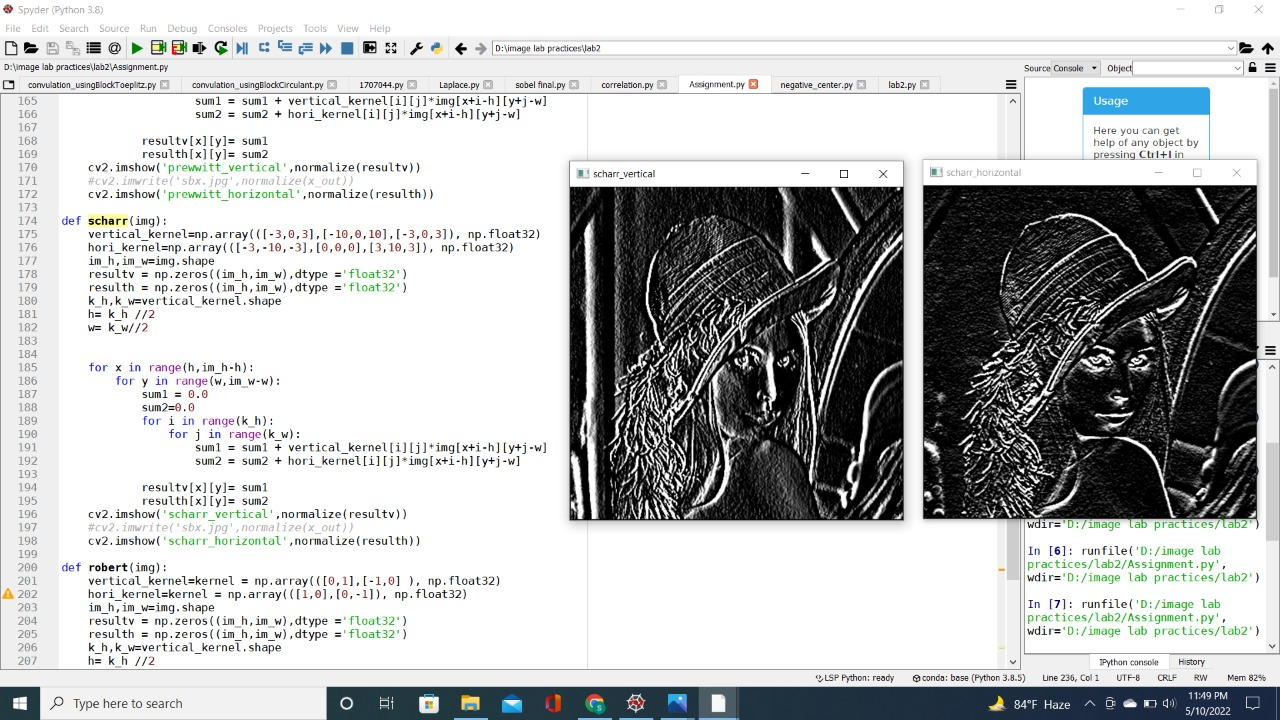 Spyder (Python 3.8)
File Edit Search Source Run Debug Consoles Projects Tools View Help
D:\image lab practices\lab2
D:\image lab practices\lab2\Assignment.py
Source Console Object
convulation_usingBlockToeplitz.py convulation_usingBlockCirculant.py 1707044.py Laplace.py sobel final.py correlation.py Assignment.py negative_center.py lab2.py
165 sum1 = sum1 + vertical_kernel[i][j]*img[x+i-h][y+j-w]
166 sum2 = sum2 + hori_kernel[i][j]*img[x+i-h][y+j-w]
167
168 resultv[x][y]= sum1
169 resulth[x][y]= sum2
170 cv2.imshow('prewwitt_vertical',normalize(resultv))
171 #cv2.imwrite('sbx.jpg',normalize(x_out))
172 cv2.imshow('prewwitt_horizontal',normalize(resulth))
173
174 def scharr(img):
175 vertical_kernel=np.array(([-3,0,3],[-10,0,10],[-3,0,3]), np.float32)
176 hori_kernel=np.array(([-3,-10,-3],[0,0,0],[3,10,3]), np.float32)
177 im_h,im_w=img.shape
178 resultv = np.zeros((im_h,im_w),dtype ='float32')
179 resulth = np.zeros((im_h,im_w),dtype ='float32')
180 k_h,k_w=vertical_kernel.shape
181 h= k_h //2
182 w= k_w//2
183
184
185 for x in range(h,im_h-h):
186 for y in range(w,im_w-w):
187 sum1 = 0.0
188 sum2=0.0
189 for i in range(k_h):
190 for j in range(k_w):
191 sum1 = sum1 + vertical_kernel[i][j]*img[x+i-h][y+j-w]
192 sum2 = sum2 + hori_kernel[i][j]*img[x+i-h][y+j-w]
193
194 resultv[x][y]= sum1
195 resulth[x][y]= sum2
196 cv2.imshow('scharr_vertical',normalize(resultv))
197 #cv2.imwrite('sbx.jpg',normalize(x_out))
198 cv2.imshow('scharr_horizontal',normalize(resulth))
199
200 def robert(img):
201 vertical_kernel=kernel = np.array(([0,1],[-1,0] ), np.float32)
202 hori_kernel=kernel = np.array(([1,0],[0,-1]), np.float32)
203 im_h,im_w=img.shape
204 resultv = np.zeros((im_h,im_w),dtype ='float32')
205 resulth = np.zeros((im_h,im_w),dtype ='float32')
206 k_h,k_w=vertical_kernel.shape
207 h= k_h //2
scharr_vertical
scharr_horizontal
Usage
Here you can get
help of any object by
pressing Ctrl+I in
wdir='D:/image lab practices/lab2')
In [6]: runfile('D:/image lab
practices/lab2/Assignment.py',
wdir='D:/image lab practices/lab2')
In [7]: runfile('D:/image lab
practices/lab2/Assignment.py',
wdir='D:/image lab practices/lab2')
IPython console History
LSP Python: ready conda: base (Python 3.8.5) Line 236, Col 1 UTF-8 CRLF RW Mem 82%
Type here to search
84°F Haze
11:49 PM
5/10/2022